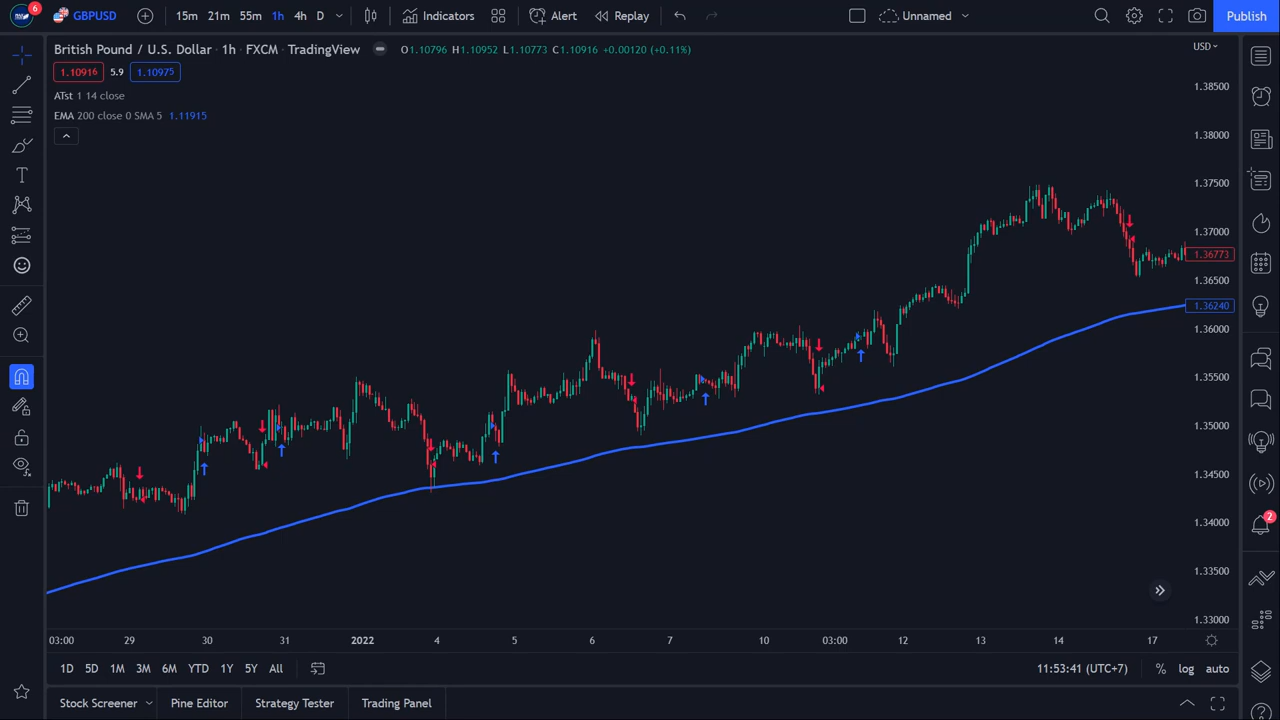 6 GBPUSD 15m 21m 55m 1h 4h D Indicators Alert Replay Unnamed Publish
British Pound / U.S. Dollar · 1h · FXCM · TradingView O1.10796 H1.10952 L1.10773 C1.10916 +0.00120 (+0.11%) USD
1.10916 5.9 1.10975
ATst 1 14 close
EMA 200 close 0 SMA 5 1.11915
1.38500
1.38000
1.37500
1.37000
1.36773
1.36500
1.36240
1.36000
1.35500
1.35000
1.34500
1.34000
1.33500
1.33000
2
03:00 29 30 31 2022 4 5 6 7 10 03:00 12 13 14 17
1D 5D 1M 3M 6M YTD 1Y 5Y All 11:53:41 (UTC+7) % log auto
Stock Screener Pine Editor Strategy Tester Trading Panel